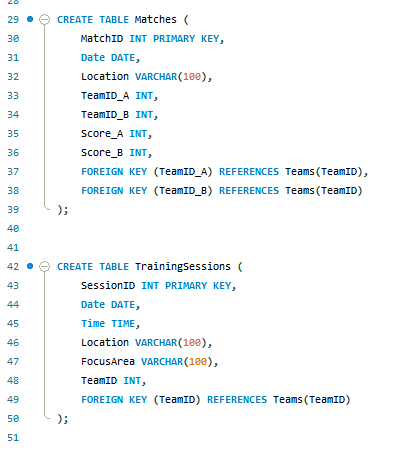 28
29 CREATE TABLE Matches (
30 MatchID INT PRIMARY KEY,
31 Date DATE,
32 Location VARCHAR(100),
33 TeamID_A INT,
34 TeamID_B INT,
35 Score_A INT,
36 Score_B INT,
37 FOREIGN KEY (TeamID_A) REFERENCES Teams(TeamID),
38 FOREIGN KEY (TeamID_B) REFERENCES Teams(TeamID)
39 );
40
41
42 CREATE TABLE TrainingSessions (
43 SessionID INT PRIMARY KEY,
44 Date DATE,
45 Time TIME,
46 Location VARCHAR(100),
47 FocusArea VARCHAR(100),
48 TeamID INT,
49 FOREIGN KEY (TeamID) REFERENCES Teams(TeamID)
50 );
51